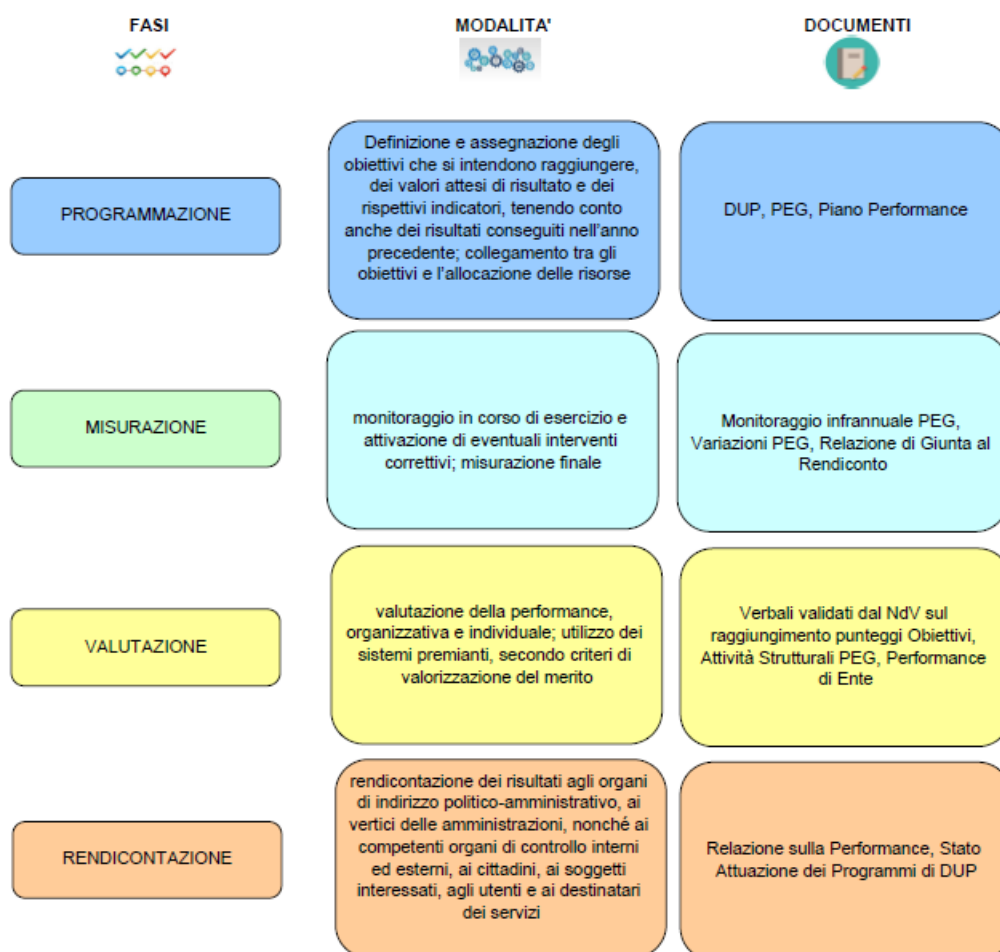 FASI
MODALITA'
DOCUMENTI
PROGRAMMAZIONE
Definizione e assegnazione degli
obiettivi che si intendono raggiungere,
dei valori attesi di risultato e dei
rispettivi indicatori, tenendo conto
anche dei risultati conseguiti nell'anno
precedente; collegamento tra gli
obiettivi e l'allocazione delle risorse
DUP, PEG, Piano Performance
MISURAZIONE
monitoraggio in corso di esercizio e
attivazione di eventuali interventi
correttivi; misurazione finale
Monitoraggio infrannuale PEG,
Variazioni PEG, Relazione di Giunta al
Rendiconto
VALUTAZIONE
valutazione della performance,
organizzativa e individuale; utilizzo dei
sistemi premianti, secondo criteri di
valorizzazione del merito
Verbali validati dal NdV sul
raggiungimento punteggi Obiettivi,
Attività Strutturali PEG, Performance
di Ente
RENDICONTAZIONE
rendicontazione dei risultati agli organi
di indirizzo politico-amministrativo, ai
vertici delle amministrazioni, nonché ai
competenti organi di controllo interni
ed esterni, ai cittadini, ai soggetti
interessati, agli utenti e ai destinatari
dei servizi
Relazione sulla Performance, Stato
Attuazione dei Programmi di DUP